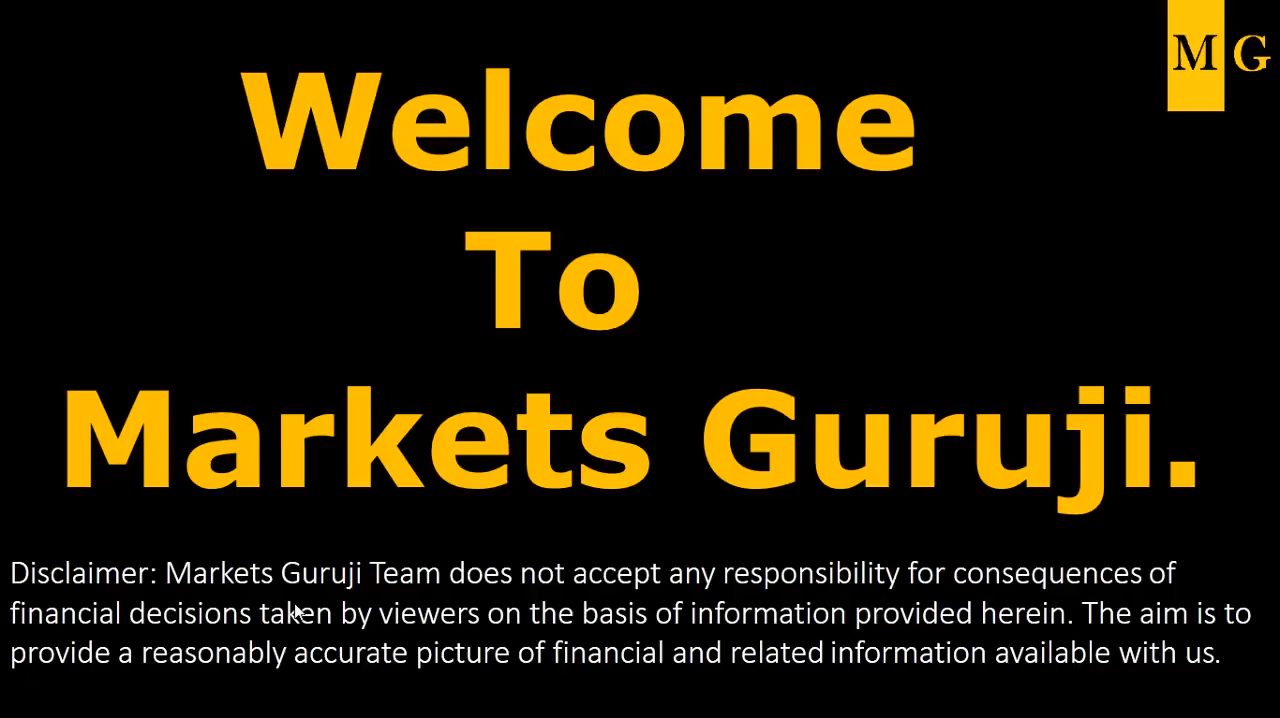 M G
Welcome
To
Markets Guruji.
Disclaimer: Markets Guruji Team does not accept any responsibility for consequences of
financial decisions taken by viewers on the basis of information provided herein. The aim is to
provide a reasonably accurate picture of financial and related information available with us.